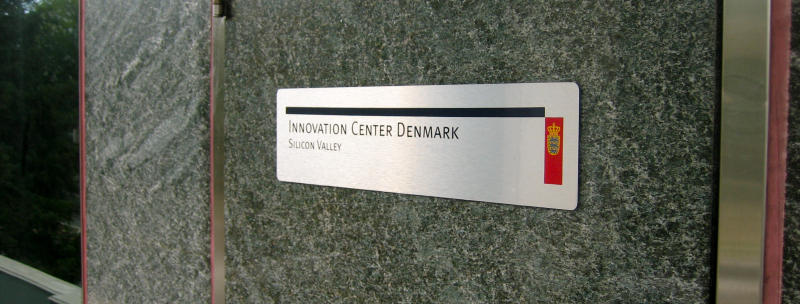 Innovation Center Denmark
Silicon Valley